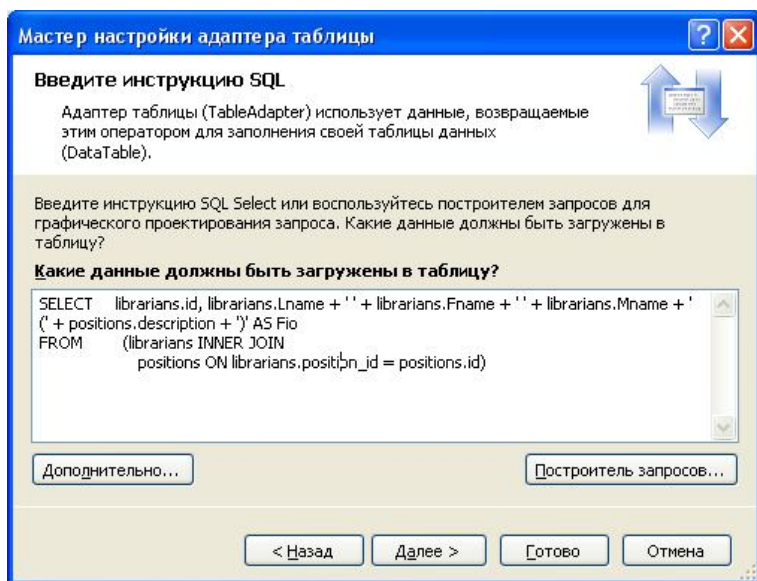 Мастер настройки адаптера таблицы
Введите инструкцию SQL
Адаптер таблицы (TableAdapter) использует данные, возвращаемые
этим оператором для заполнения своей таблицы данных
(DataTable).
Введите инструкцию SQL Select или воспользуйтесь построителем запросов для
графического проектирования запроса. Какие данные должны быть загружены в
таблицу?
Какие данные должны быть загружены в таблицу?
SELECT librarians.id, librarians.Lname + ' ' + librarians.Fname + ' ' + librarians.Mname + '
(' + positions.description + ')' AS Fio
FROM (librarians INNER JOIN
positions ON librarians.position_id = positions.id)
Дополнительно...
Построитель запросов...
< Назад
Далее >
Готово
Отмена